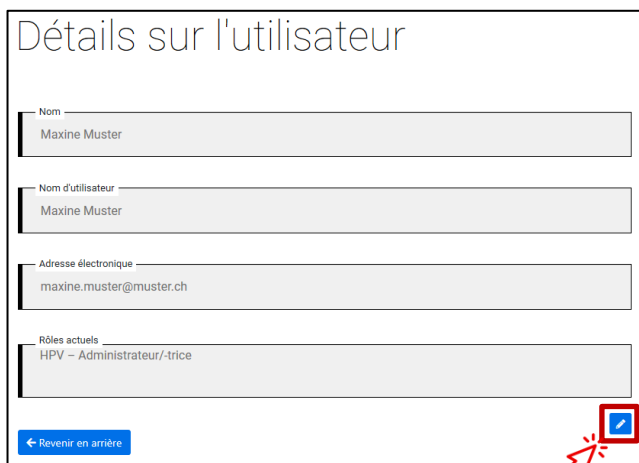 Détails sur l'utilisateur
Nom
Maxine Muster
Nom d'utilisateur
Maxine Muster
Adresse électronique
maxine.muster@muster.ch
Rôles actuels
HPV – Administrateur/-trice
← Revenir en arrière